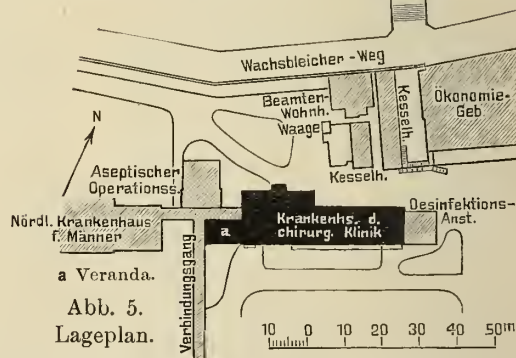 Wachsbleicher-Weg
N
Beamten-
Wohnh.
Waage
Kesselh.
Kesselh.
Ökonomie-
Geb.
Aseptischer
Operationss.
Desinfektions-
Anst.
Nördl. Krankenhaus
f. Männer
a
Krankenhs. d.
chirurg. Klinik
a Veranda.
Verbindungsgang
Abb. 5.
Lageplan.
10 0 10 20 30 40 50m